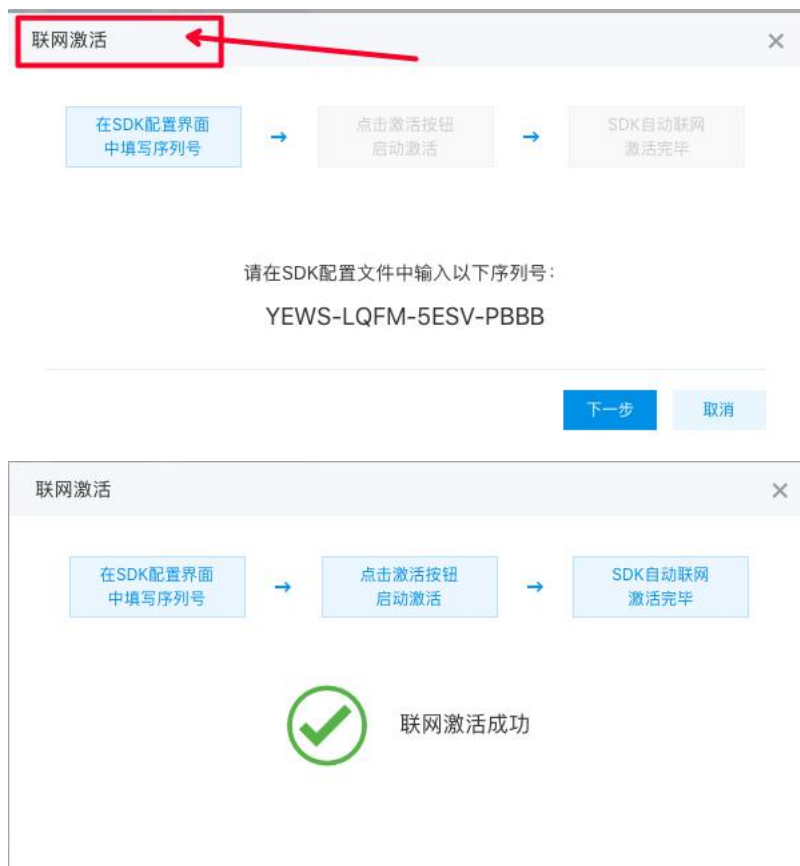 联网激活
在SDK配置界面
中填写序列号
点击激活按钮
启动激活
SDK自动联网
激活完毕
请在SDK配置文件中输入以下序列号：
YEWS-LQFM-5ESV-PBBB
下一步
取消
联网激活
在SDK配置界面
中填写序列号
点击激活按钮
启动激活
SDK自动联网
激活完毕
联网激活成功